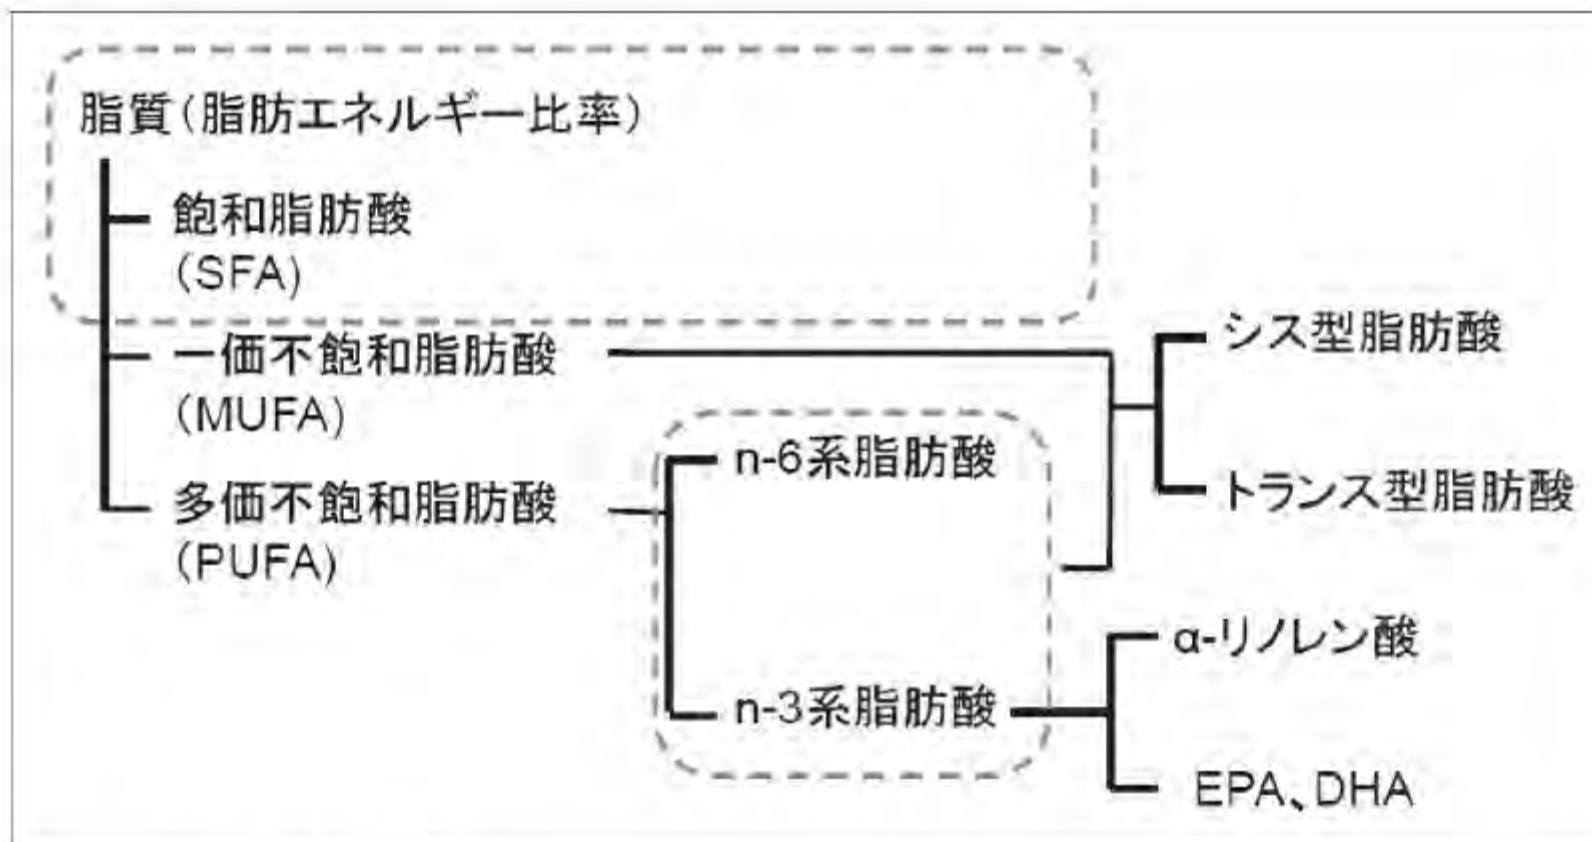 脂質(脂肪エネルギー比率)
飽和脂肪酸
(SFA)
一価不飽和脂肪酸
(MUFA)
多価不飽和脂肪酸
(PUFA)
n-6系脂肪酸
n-3系脂肪酸
シス型脂肪酸
トランス型脂肪酸
α-リノレン酸
EPA、DHA